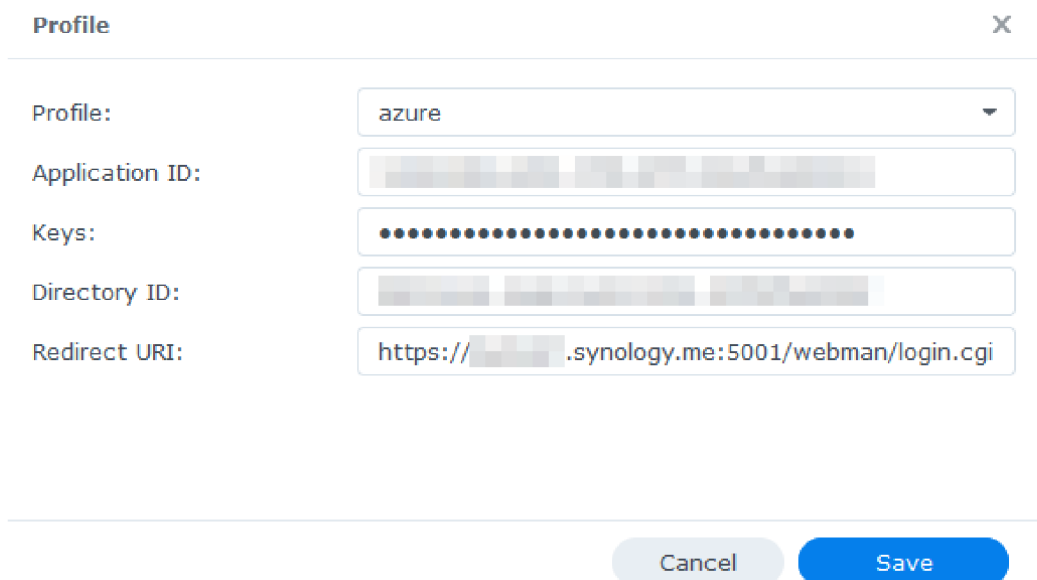 Profile
Profile: azure
Application ID:
Keys: ••••••••••••••••••••••••••••••••••
Directory ID:
Redirect URI: https:// .synology.me:5001/webman/login.cgi
Cancel Save